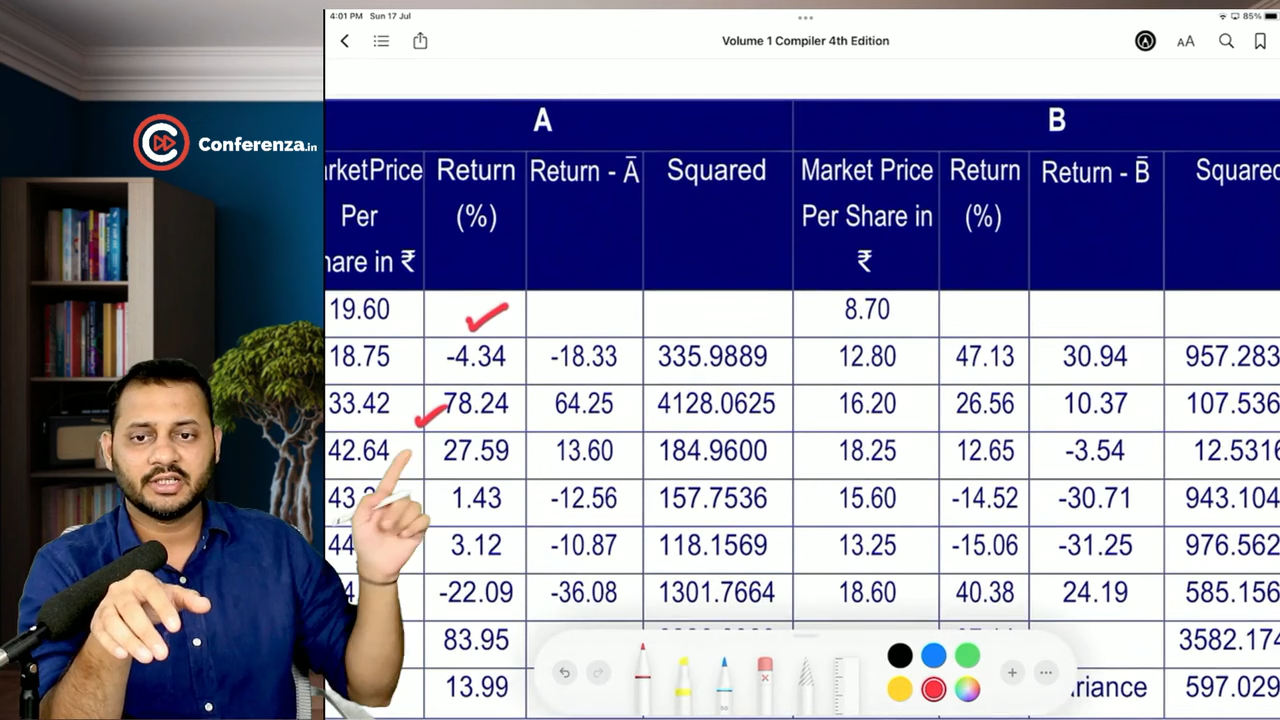 4:01 PM Sun 17 Jul
85%
Volume 1 Compiler 4th Edition
AA
Conferenza.in
A B
rketPrice Return Return - Ā Squared Market Price Return Return - B̄ Squared
Per (%) Per Share in (%)
hare in ₹ ₹
19.60 8.70
18.75 -4.34 -18.33 335.9889 12.80 47.13 30.94 957.283
33.42 78.24 64.25 4128.0625 16.20 26.56 10.37 107.536
42.64 27.59 13.60 184.9600 18.25 12.65 -3.54 12.5316
43. 1.43 -12.56 157.7536 15.60 -14.52 -30.71 943.104
44 3.12 -10.87 118.1569 13.25 -15.06 -31.25 976.562
4. -22.09 -36.08 1301.7664 18.60 40.38 24.19 585.156
83.95 3582.174
13.99 riance 597.029